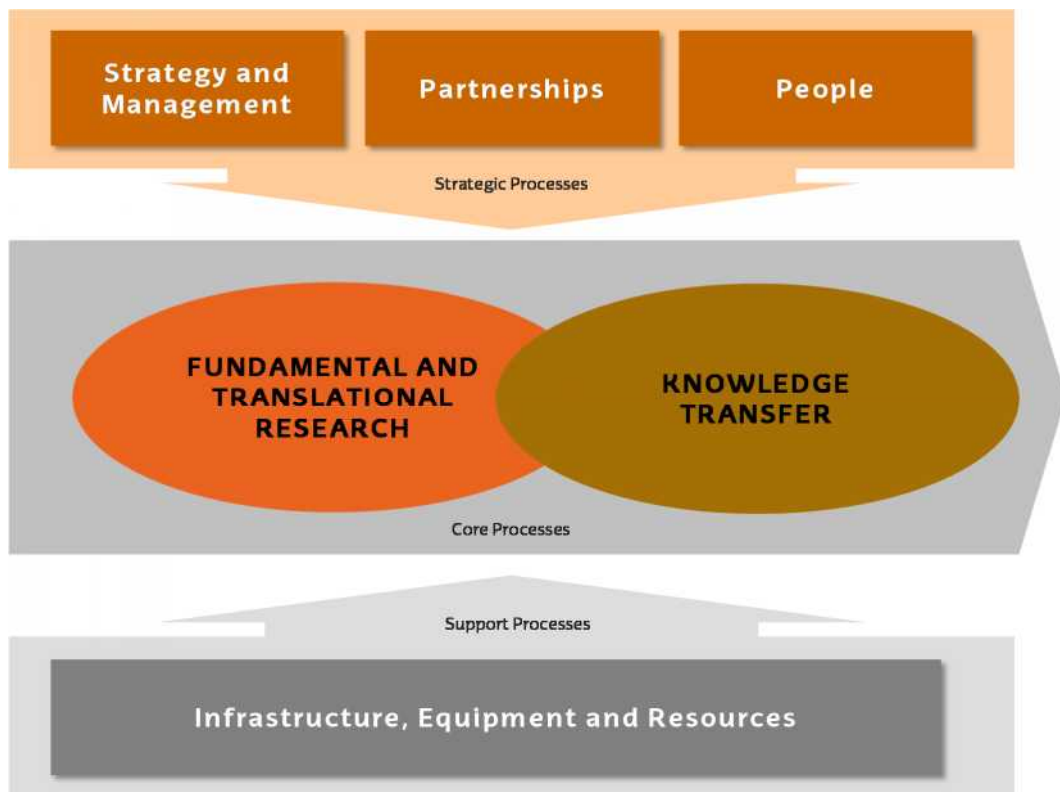 Strategy and
Management
Partnerships
People
Strategic Processes
FUNDAMENTAL AND
TRANSLATIONAL
RESEARCH
KNOWLEDGE
TRANSFER
Core Processes
Support Processes
Infrastructure, Equipment and Resources